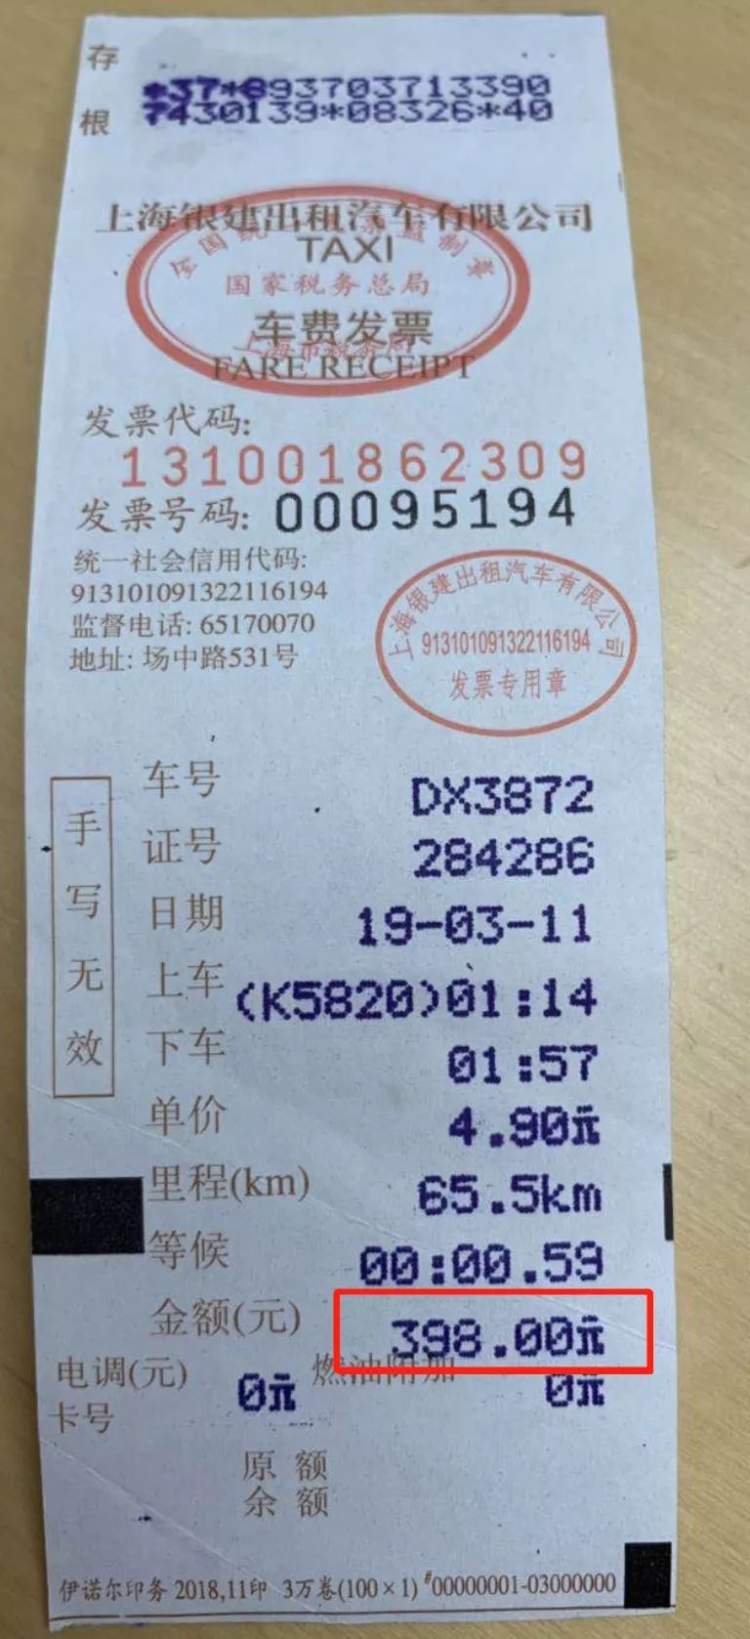 存
根
*37*893703713390
7430139*08326*40
上海银建出租汽车有限公司
TAXI
国家税务总局
车费发票
上海市税务局
FARE RECEIPT
发票代码:
131001862309
发票号码: 00095194
统一社会信用代码:
913101091322116194
监督电话: 65170070
地址: 场中路531号
上海银建出租汽车有限公司
913101091322116194
发票专用章
手写无效
车号 DX3872
证号 284286
日期 19-03-11
上车 (K5820)01:14
下车 01:57
单价 4.90元
里程(km) 65.5km
等候 00:00.59
金额(元) 398.00元
电调(元) 0元 燃油附加 0元
卡号
原 额
余 额
伊诺尔印务 2018,11印 3万卷(100×1) #00000001-03000000